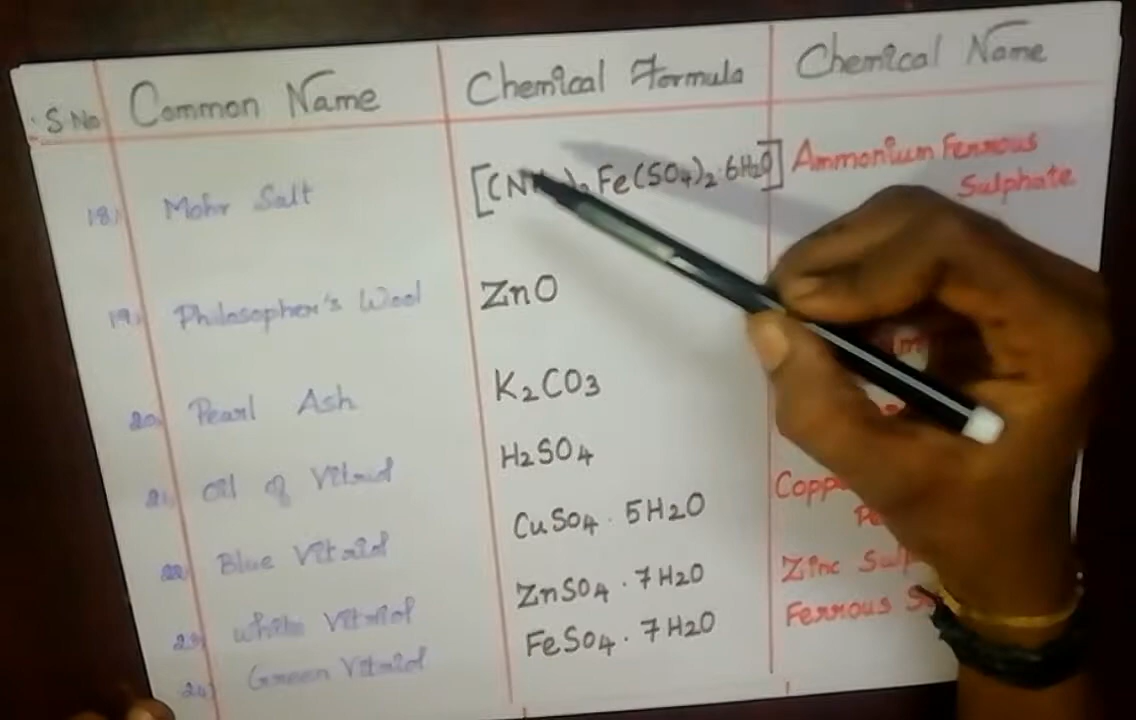 S No Common Name Chemical Formula Chemical Name
18) Mohr Salt [(N Fe(SO4)2·6H2O] Ammonium Ferrous
Sulphate
19) Philosopher's Wool ZnO
20) Pearl Ash K2CO3
21) Oil of Vitriol H2SO4
22) Blue Vitriol CuSO4 · 5H2O Copp
23) White Vitriol ZnSO4 · 7H2O Zinc Sulp
24) Green Vitriol FeSO4 · 7H2O Ferrous S